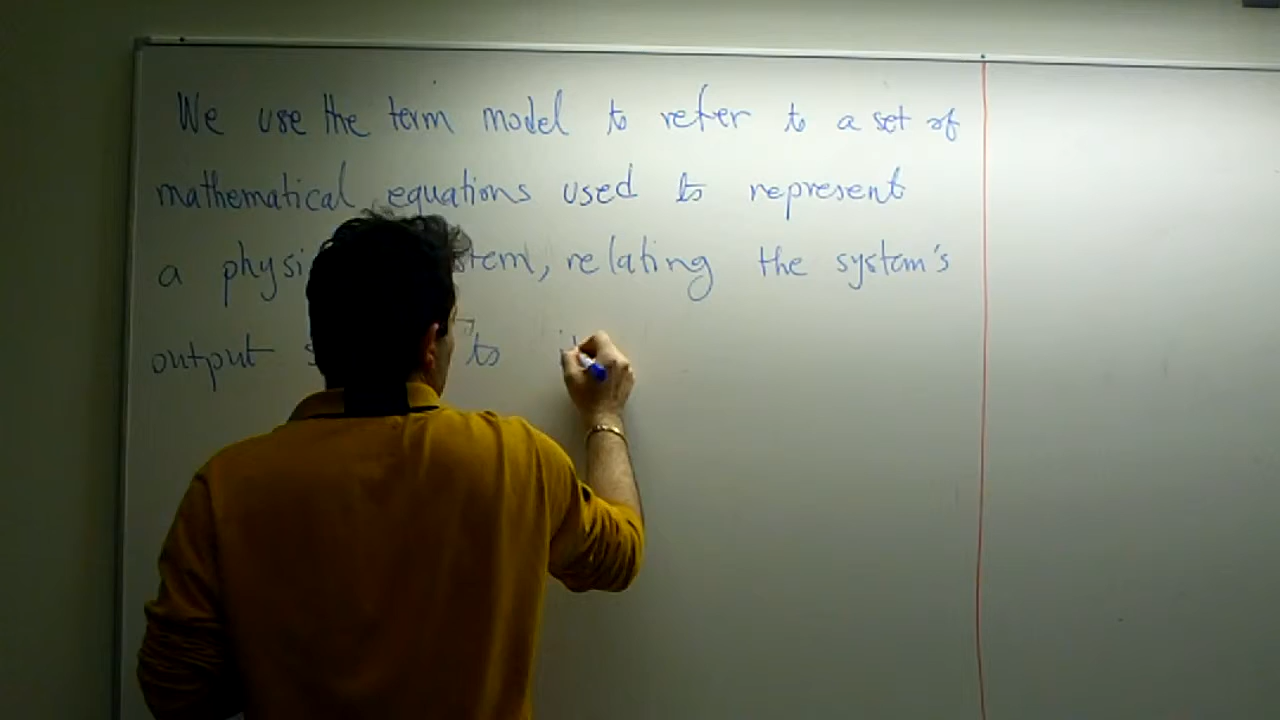 We use the term model to refer to a set of
mathematical equations used to represent
a physi tem, relating the system's
output to